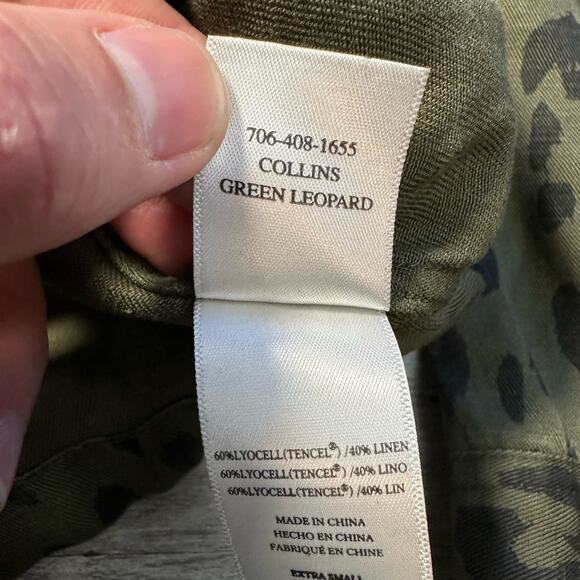 706-408-1655
COLLINS
GREEN LEOPARD
60%LYOCELL(TENCEL®) /40% LINEN
60%LYOCELL(TENCEL®) /40% LINO
60%LYOCELL(TENCEL®) /40% LIN
MADE IN CHINA
HECHO EN CHINA
FABRIQUÉ EN CHINE
EXTRA SMALL